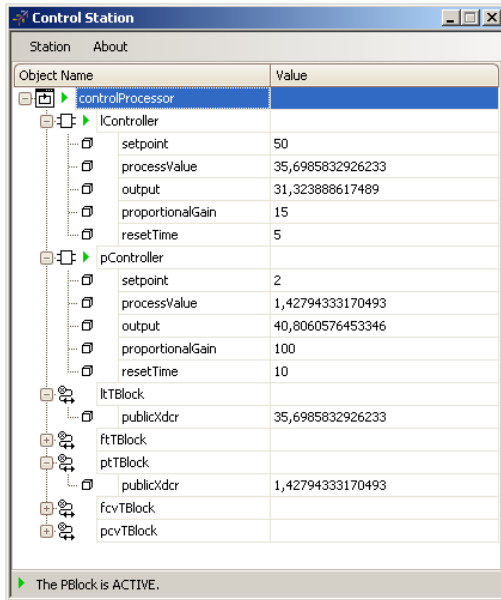 Control Station
Station About
Object Name Value
controlProcessor
lController
setpoint 50
processValue 35,6985832926233
output 31,323888617489
proportionalGain 15
resetTime 5
pController
setpoint 2
processValue 1,42794333170493
output 40,8060576453346
proportionalGain 100
resetTime 10
ltTBlock
publicXdcr 35,6985832926233
ftTBlock
ptTBlock
publicXdcr 1,42794333170493
fcvTBlock
pcvTBlock
The PBlock is ACTIVE.